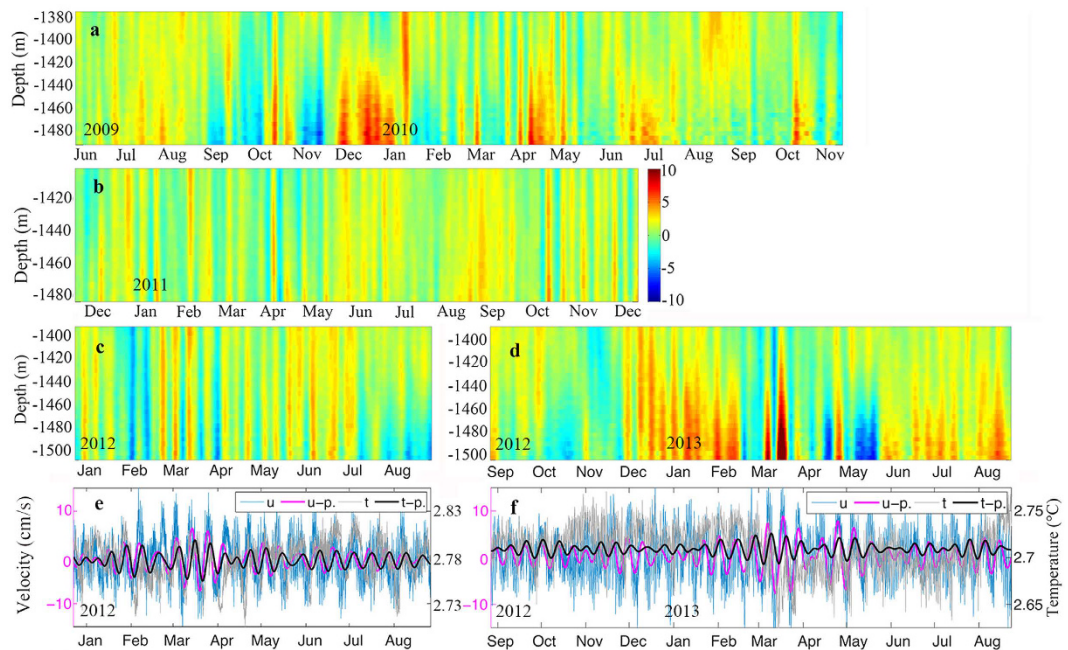 a
Depth (m)
-1380
-1400
-1420
-1440
-1460
-1480
2009 2010
Jun Jul Aug Sep Oct Nov Dec Jan Feb Mar Apr May Jun Jul Aug Sep Oct Nov
b
Depth (m)
-1420
-1440
-1460
-1480
2011
Dec Jan Feb Mar Apr May Jun Jul Aug Sep Oct Nov Dec
10
5
0
-5
-10
c
Depth (m)
-1400
-1420
-1440
-1460
-1480
-1500
2012
Jan Feb Mar Apr May Jun Jul Aug
d
-1400
-1420
-1440
-1460
-1480
-1500
2012 2013
Sep Oct Nov Dec Jan Feb Mar Apr May Jun Jul Aug
e
u u-p. t t-p.
Velocity (cm/s)
10
0
-10
2.83
2.78
2.73
2012
Jan Feb Mar Apr May Jun Jul Aug
f
u u-p. t t-p.
10
0
-10
2.75
2.7
2.65
Temperature (°C)
2012 2013
Sep Oct Nov Dec Jan Feb Mar Apr May Jun Jul Aug